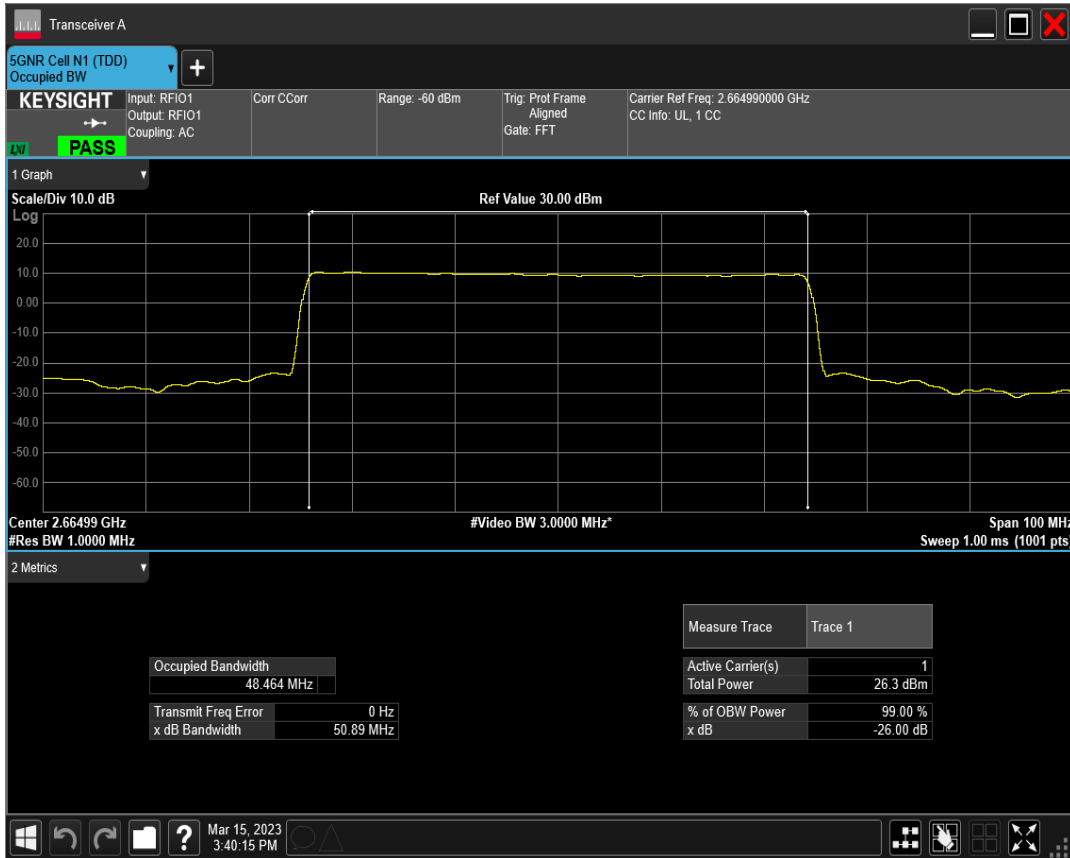 Transceiver A
5GNR Cell N1 (TDD)
Occupied BW
KEYSIGHT
LXI
PASS
Input: RFIO1
Output: RFIO1
Coupling: AC
Corr CCorr
Range: -60 dBm
Trig: Prot Frame
Aligned
Gate: FFT
Carrier Ref Freq: 2.664990000 GHz
CC Info: UL, 1 CC
1 Graph
Scale/Div 10.0 dB
Ref Value 30.00 dBm
Log
20.0
10.0
0.00
-10.0
-20.0
-30.0
-40.0
-50.0
-60.0
Center 2.66499 GHz
#Video BW 3.0000 MHz*
Span 100 MHz
#Res BW 1.0000 MHz
Sweep 1.00 ms (1001 pts)
2 Metrics
Measure Trace Trace 1
Occupied Bandwidth
48.464 MHz
Active Carrier(s) 1
Total Power 26.3 dBm
Transmit Freq Error 0 Hz
x dB Bandwidth 50.89 MHz
% of OBW Power 99.00 %
x dB -26.00 dB
?
Mar 15, 2023
3:40:15 PM